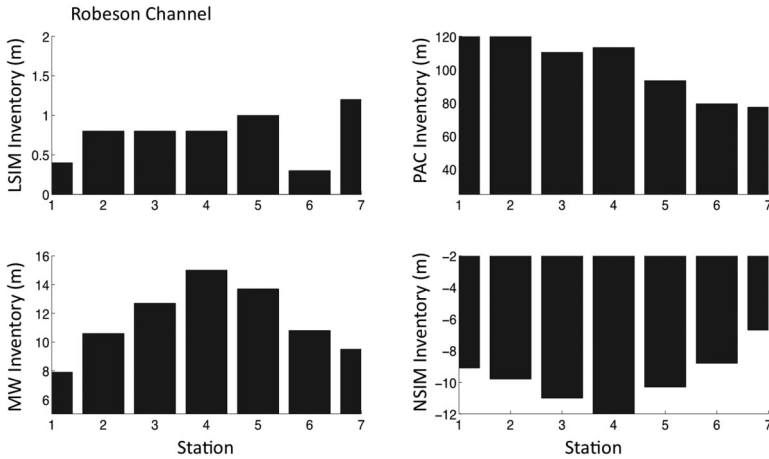 Robeson Channel
LSIM Inventory (m)
2
1.5
1
0.5
0
1 2 3 4 5 6 7
PAC Inventory (m)
120
100
80
60
40
1 2 3 4 5 6 7
MW Inventory (m)
16
14
12
10
8
6
1 2 3 4 5 6 7
Station
NSIM Inventory (m)
−2
−4
−6
−8
−10
−12
1 2 3 4 5 6 7
Station